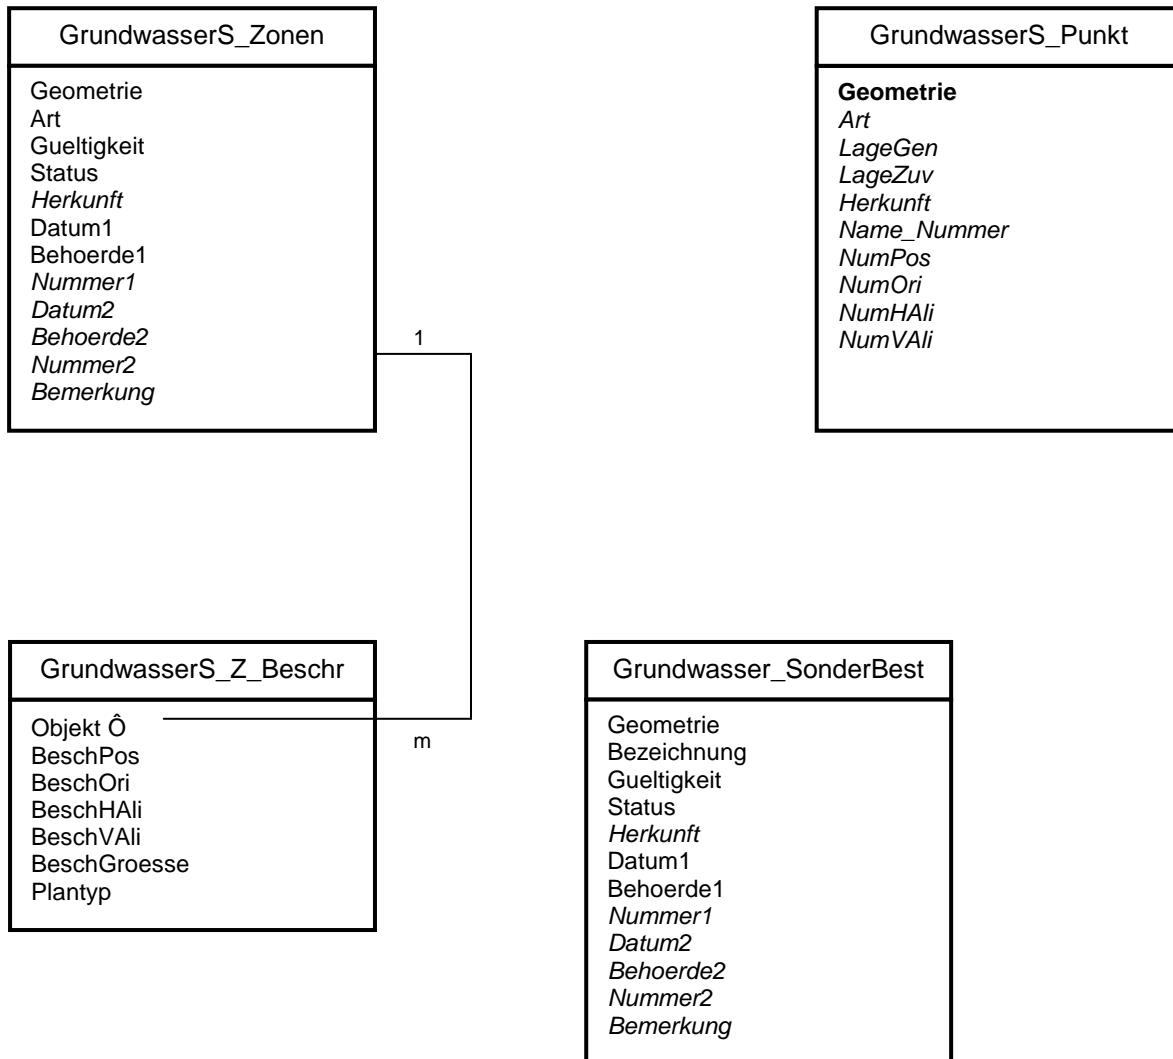 GrundwasserS_Zonen
Geometrie
Art
Gueltigkeit
Status
Herkunft
Datum1
Behoerde1
Nummer1
Datum2
Behoerde2
Nummer2
Bemerkung
1
GrundwasserS_Punkt
Geometrie
Art
LageGen
LageZuv
Herkunft
Name_Nummer
NumPos
NumOri
NumHAli
NumVAli
GrundwasserS_Z_Beschr
Objekt Ô
BeschPos
BeschOri
BeschHAli
BeschVAli
BeschGroesse
Plantyp
m
Grundwasser_SonderBest
Geometrie
Bezeichnung
Gueltigkeit
Status
Herkunft
Datum1
Behoerde1
Nummer1
Datum2
Behoerde2
Nummer2
Bemerkung